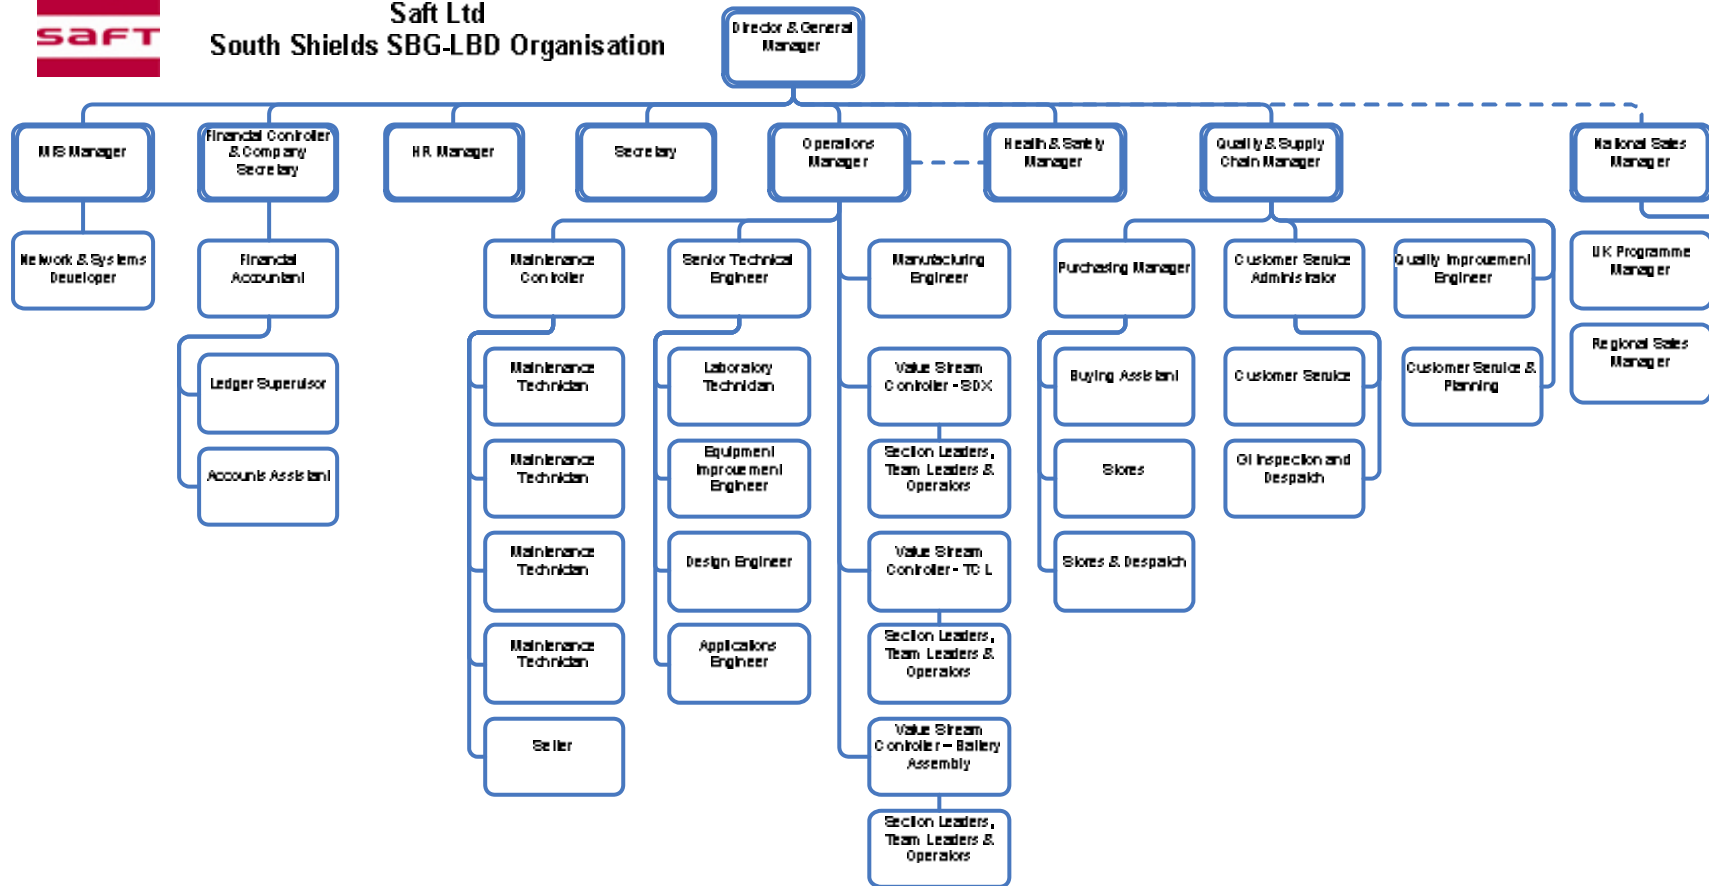 saft
Saft Ltd
South Shields SBG-LBD Organisation
Director & General
Manager
MIS Manager
Financial Controller
& Company
Secretary
HR Manager
Secretary
Operations
Manager
Health & Safety
Manager
Quality & Supply
Chain Manager
National Sales
Manager
Network & Systems
Developer
Financial
Accountant
Maintenance
Controller
Senior Technical
Engineer
Manufacturing
Engineer
Purchasing Manager
Customer Service
Administrator
Quality Improvement
Engineer
UK Programme
Manager
Ledger Supervisor
Maintenance
Technician
Laboratory
Technician
Value Stream
Controller - SDX
Buying Assistant
Customer Service
Customer Service &
Planning
Regional Sales
Manager
Accounts Assistant
Maintenance
Technician
Equipment
Improvement
Engineer
Section Leaders,
Team Leaders &
Operators
Stores
GI Inspection and
Despatch
Maintenance
Technician
Design Engineer
Value Stream
Controller - TCL
Stores & Despatch
Maintenance
Technician
Applications
Engineer
Section Leaders,
Team Leaders &
Operators
Value Stream
Controller – Battery
Assembly
Section Leaders,
Team Leaders &
Operators